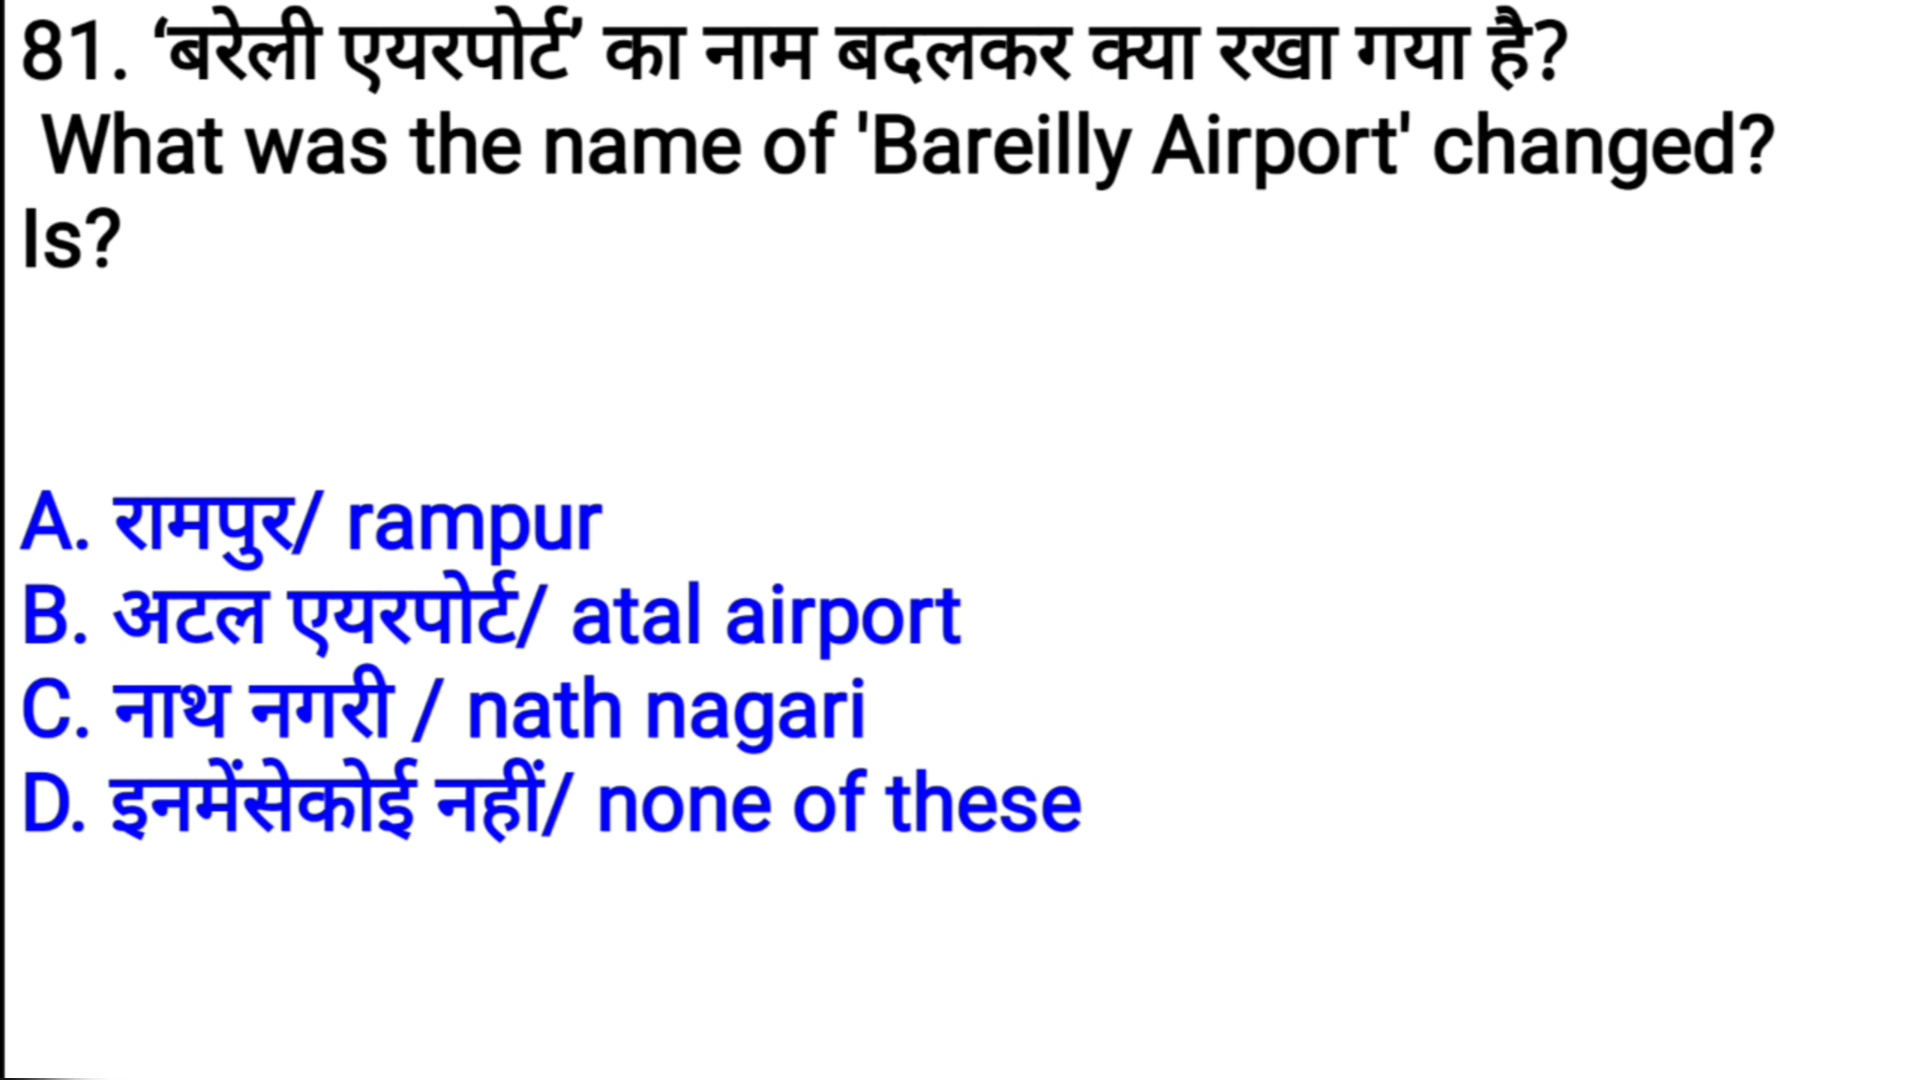 81. ‘बरेली एयरपोर्ट’ का नाम बदलकर क्या रखा गया है?
What was the name of 'Bareilly Airport' changed?
Is?
A. रामपुर/ rampur
B. अटल एयरपोर्ट/ atal airport
C. नाथ नगरी / nath nagari
D. इनमेंसेकोई नहीं/ none of these